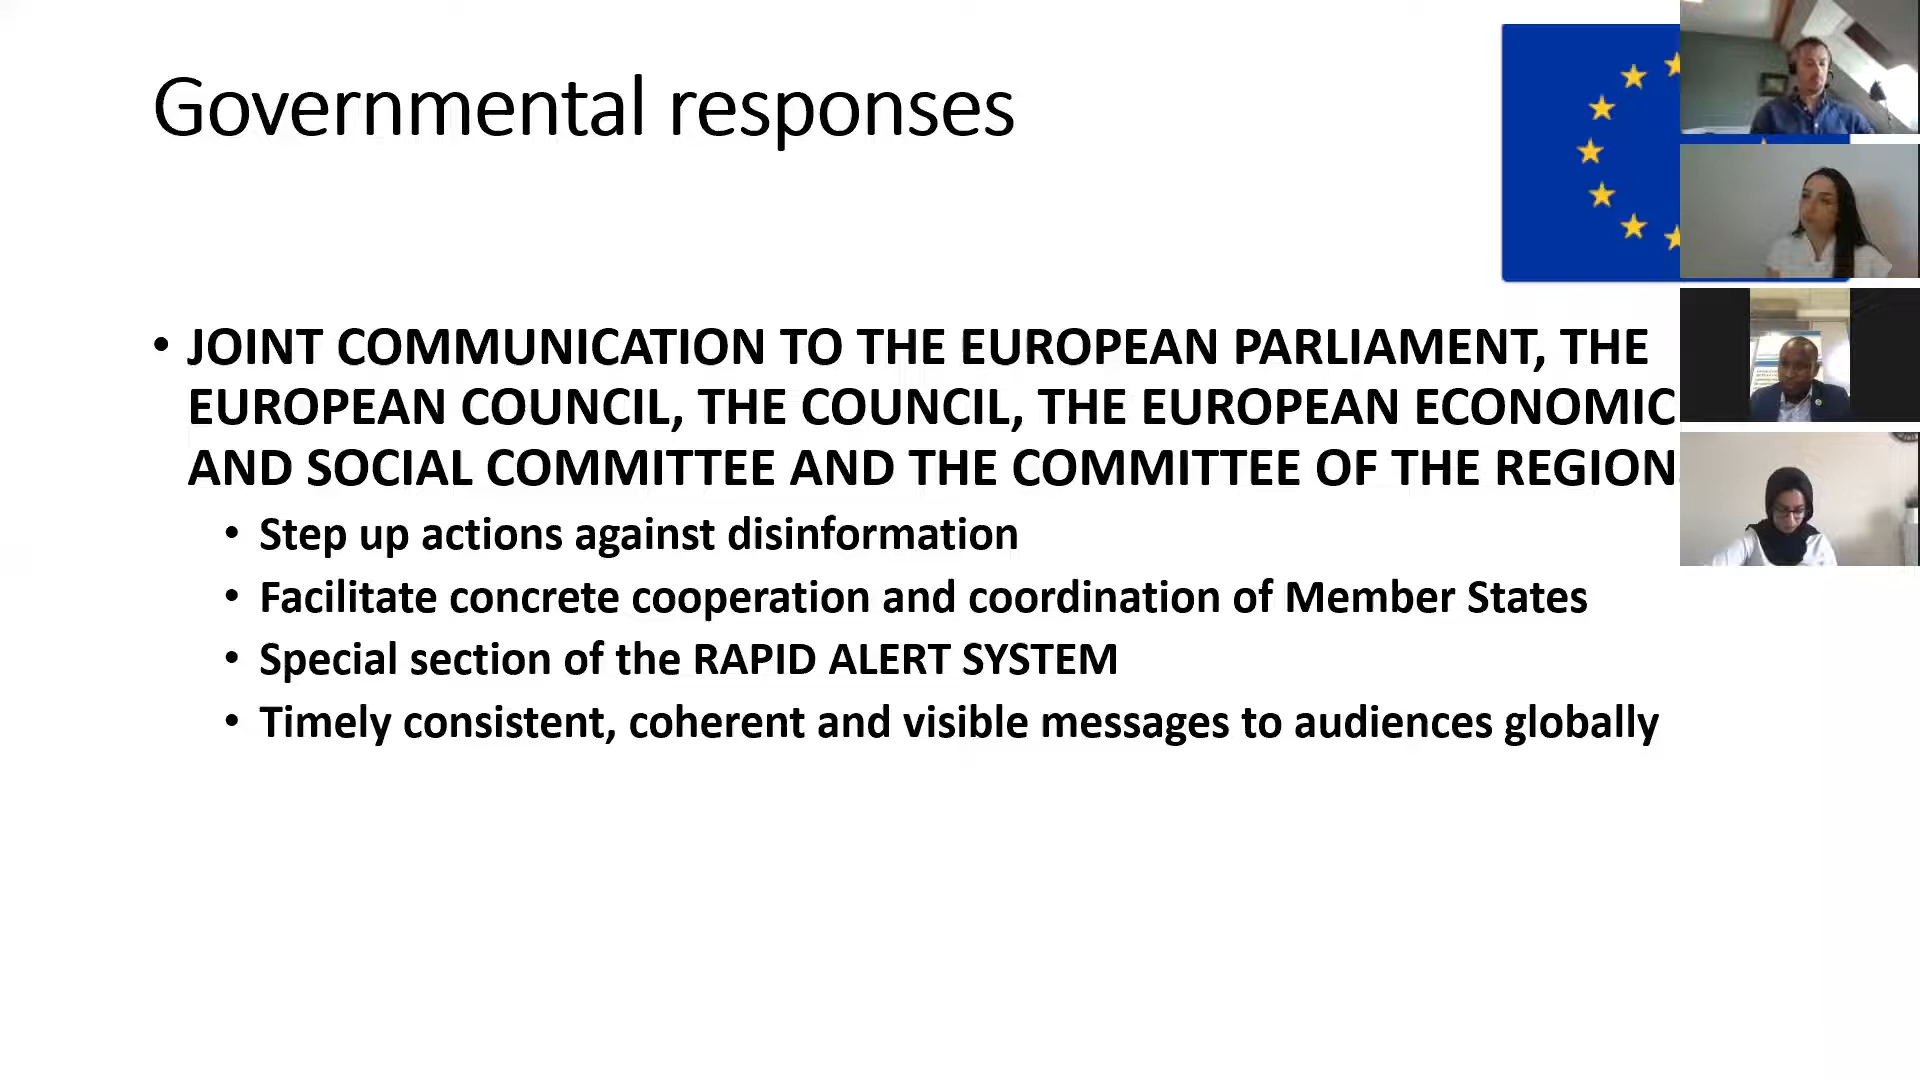 Governmental responses
• JOINT COMMUNICATION TO THE EUROPEAN PARLIAMENT, THE
EUROPEAN COUNCIL, THE COUNCIL, THE EUROPEAN ECONOMIC
AND SOCIAL COMMITTEE AND THE COMMITTEE OF THE REGION
• Step up actions against disinformation
• Facilitate concrete cooperation and coordination of Member States
• Special section of the RAPID ALERT SYSTEM
• Timely consistent, coherent and visible messages to audiences globally